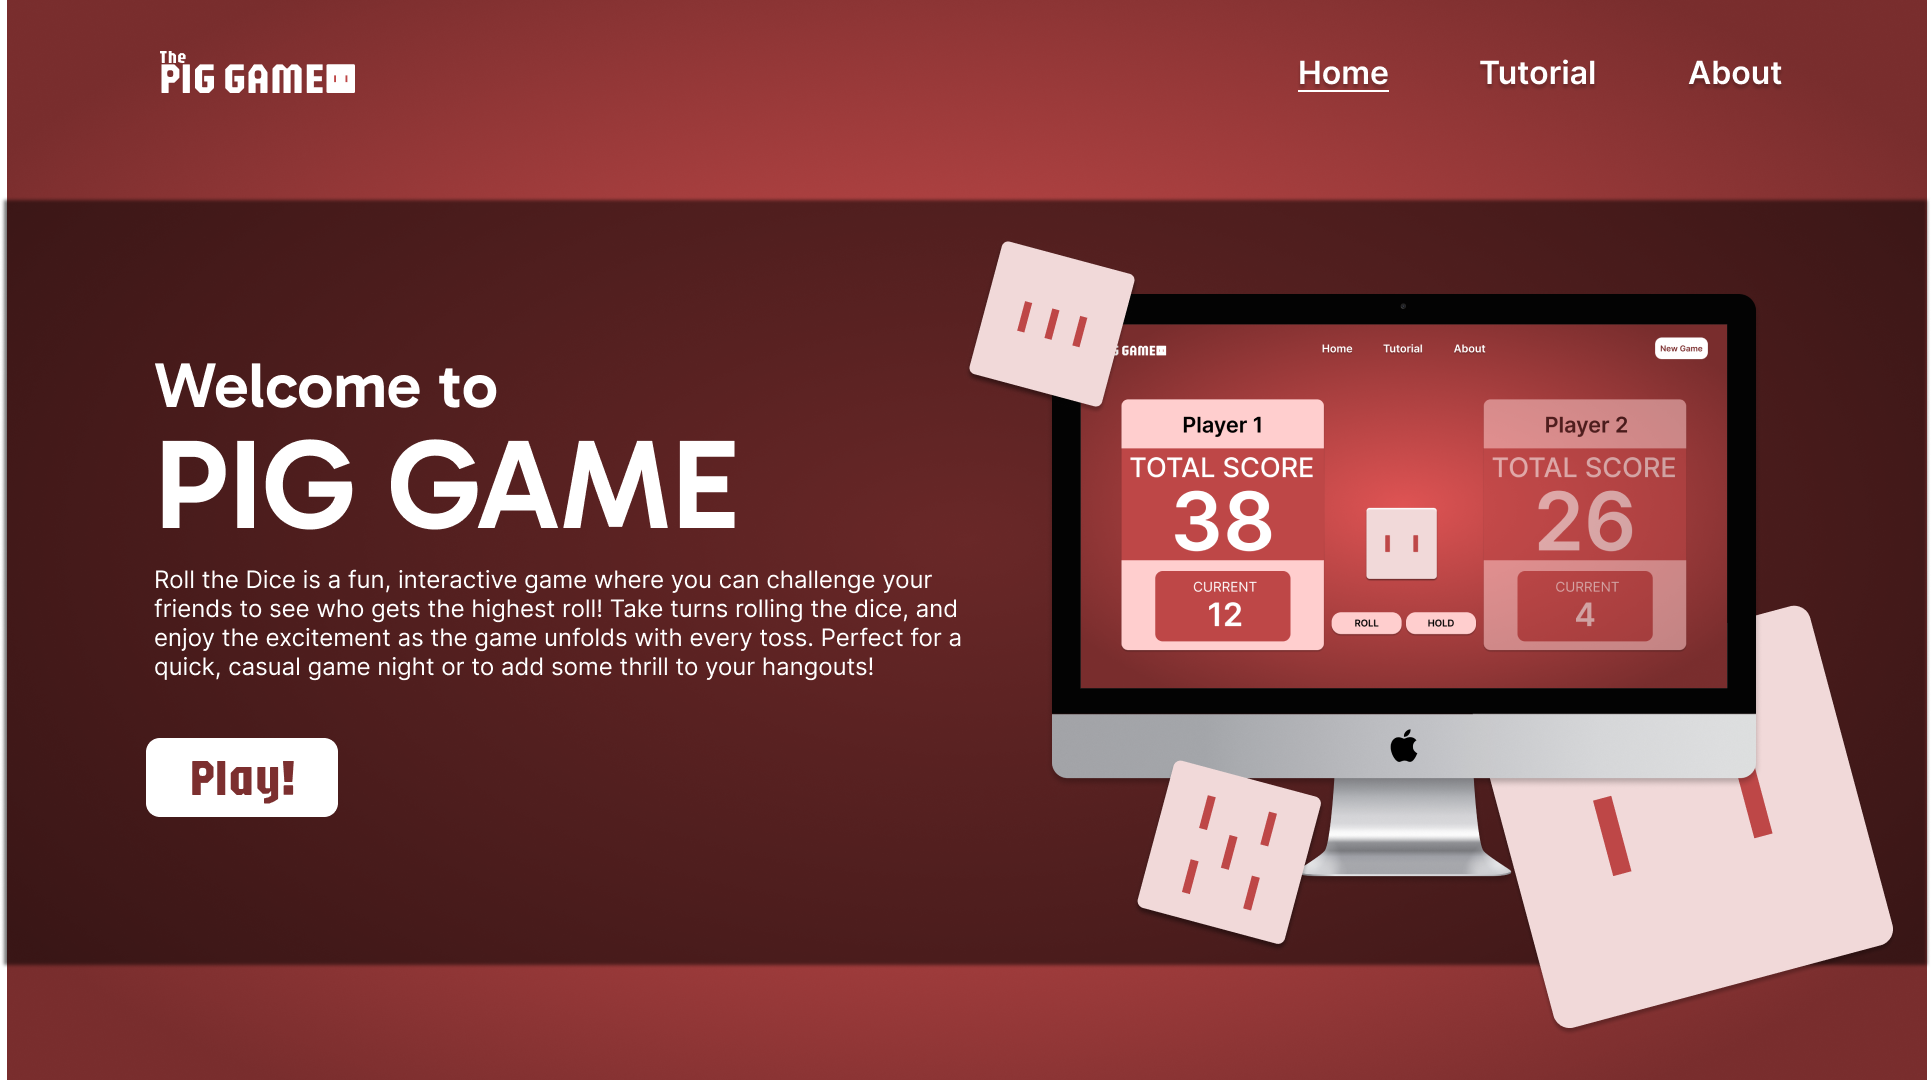 The
PIG GAME
Home Tutorial About
Welcome to
PIG GAME
Roll the Dice is a fun, interactive game where you can challenge your
friends to see who gets the highest roll! Take turns rolling the dice, and
enjoy the excitement as the game unfolds with every toss. Perfect for a
quick, casual game night or to add some thrill to your hangouts!
Play!
GAME
Home Tutorial About
New Game
Player 1
TOTAL SCORE
38
CURRENT
12
ROLL HOLD
Player 2
TOTAL SCORE
26
CURRENT
4